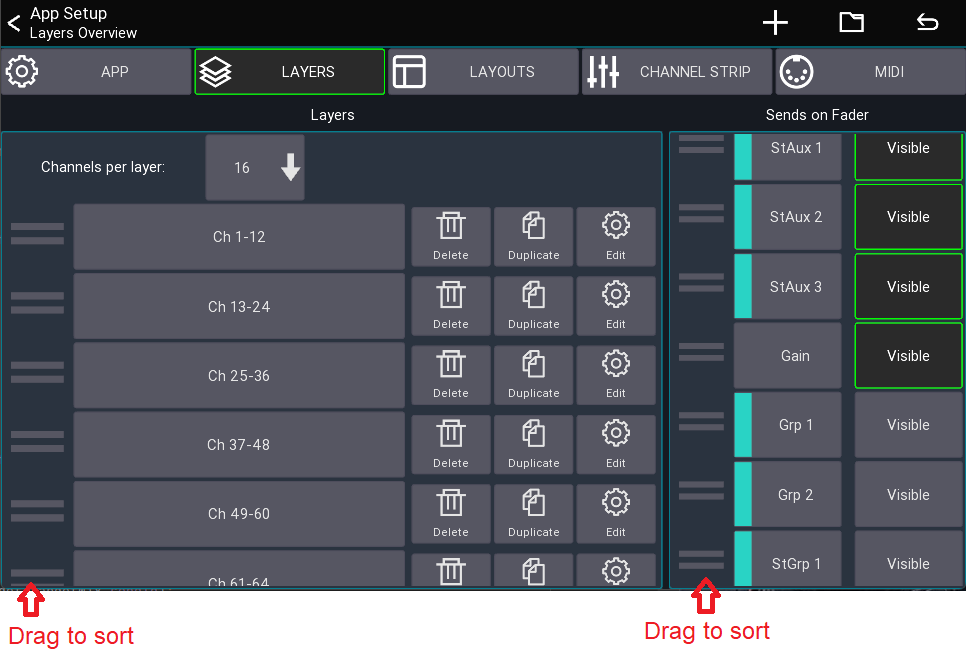 App Setup
Layers Overview
APP
LAYERS
LAYOUTS
CHANNEL STRIP
MIDI
Layers
Sends on Fader
Channels per layer:
16
Ch 1-12
Delete
Duplicate
Edit
Ch 13-24
Delete
Duplicate
Edit
Ch 25-36
Delete
Duplicate
Edit
Ch 37-48
Delete
Duplicate
Edit
Ch 49-60
Delete
Duplicate
Edit
Ch 61-64
StAux 1
Visible
StAux 2
Visible
StAux 3
Visible
Gain
Visible
Grp 1
Visible
Grp 2
Visible
StGrp 1
Visible
Drag to sort
Drag to sort